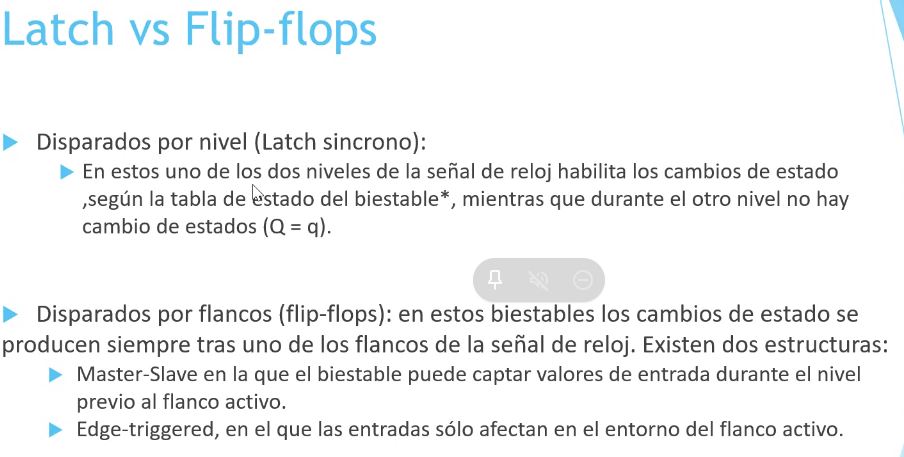 Latch vs Flip-flops
Disparados por nivel (Latch sincrono):
En estos uno de los dos niveles de la señal de reloj habilita los cambios de estado
,según la tabla de estado del biestable*, mientras que durante el otro nivel no hay
cambio de estados (Q = q).
Disparados por flancos (flip-flops): en estos biestables los cambios de estado se
producen siempre tras uno de los flancos de la señal de reloj. Existen dos estructuras:
Master-Slave en la que el biestable puede captar valores de entrada durante el nivel
previo al flanco activo.
Edge-triggered, en el que las entradas sólo afectan en el entorno del flanco activo.